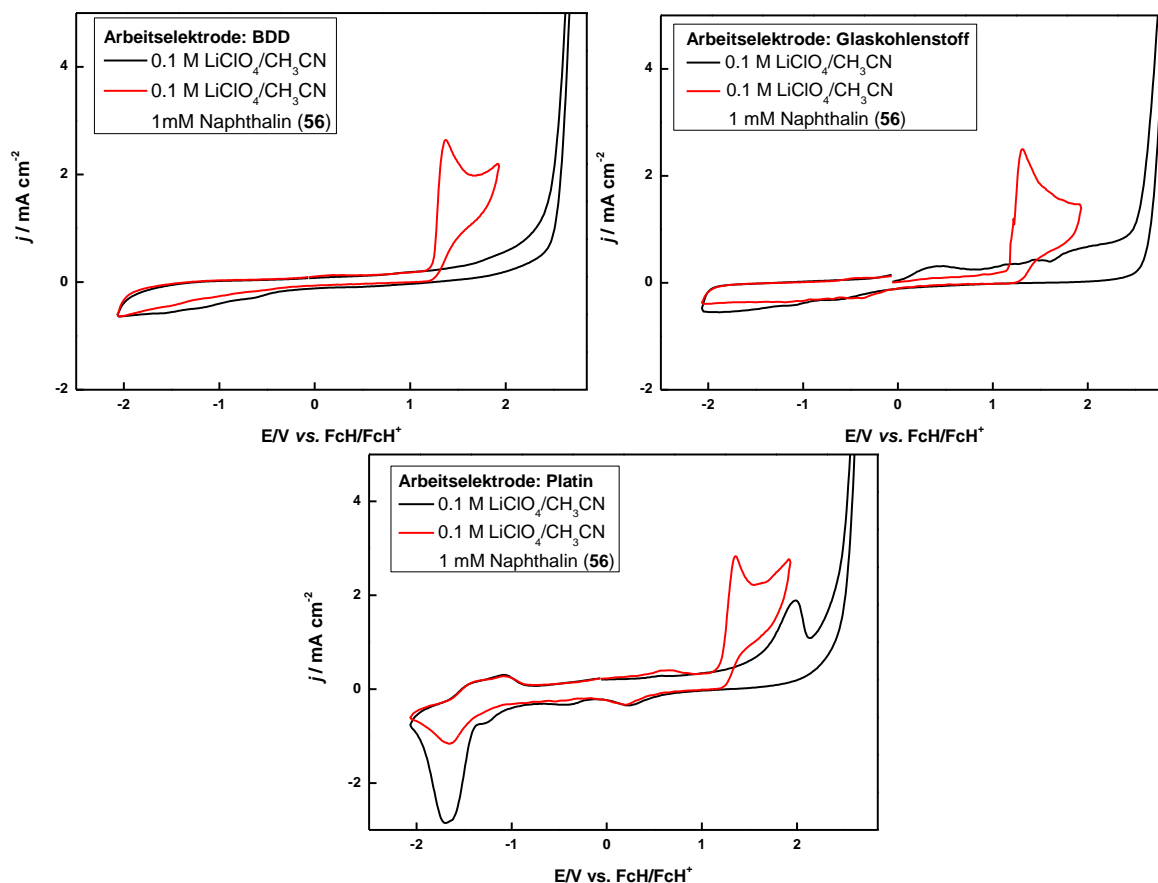 Arbeitselektrode: BDD
0.1 M LiClO₄/CH₃CN
0.1 M LiClO₄/CH₃CN
1mM Naphthalin (56)
j / mA cm⁻²
4
2
0
-2
-2
-1
0
1
2
E/V vs. FcH/FcH⁺
Arbeitselektrode: Glaskohlenstoff
0.1 M LiClO₄/CH₃CN
0.1 M LiClO₄/CH₃CN
1 mM Naphthalin (56)
j / mA cm⁻²
4
2
0
-2
-2
-1
0
1
2
E/V vs. FcH/FcH⁺
Arbeitselektrode: Platin
0.1 M LiClO₄/CH₃CN
0.1 M LiClO₄/CH₃CN
1 mM Naphthalin (56)
j / mA cm⁻²
4
2
0
-2
-2
-1
0
1
2
E/V vs. FcH/FcH⁺